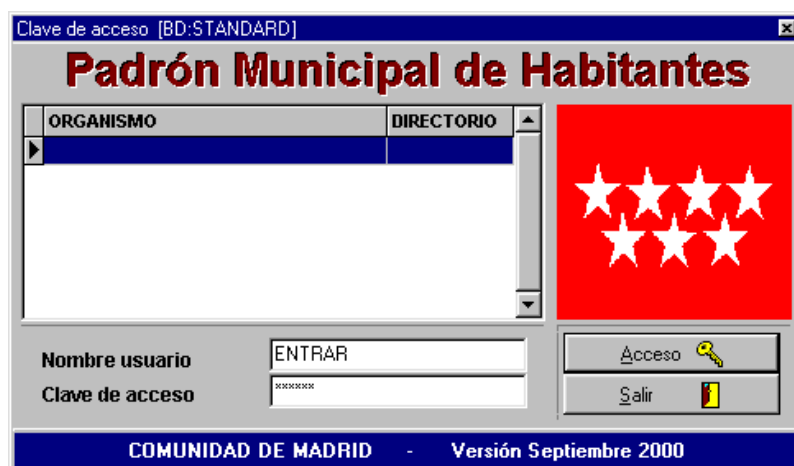 Clave de acceso [BD:STANDARD]
Padrón Municipal de Habitantes
ORGANISMO DIRECTORIO
Nombre usuario ENTRAR
Acceso
Clave de acceso ******
Salir
COMUNIDAD DE MADRID - Versión Septiembre 2000